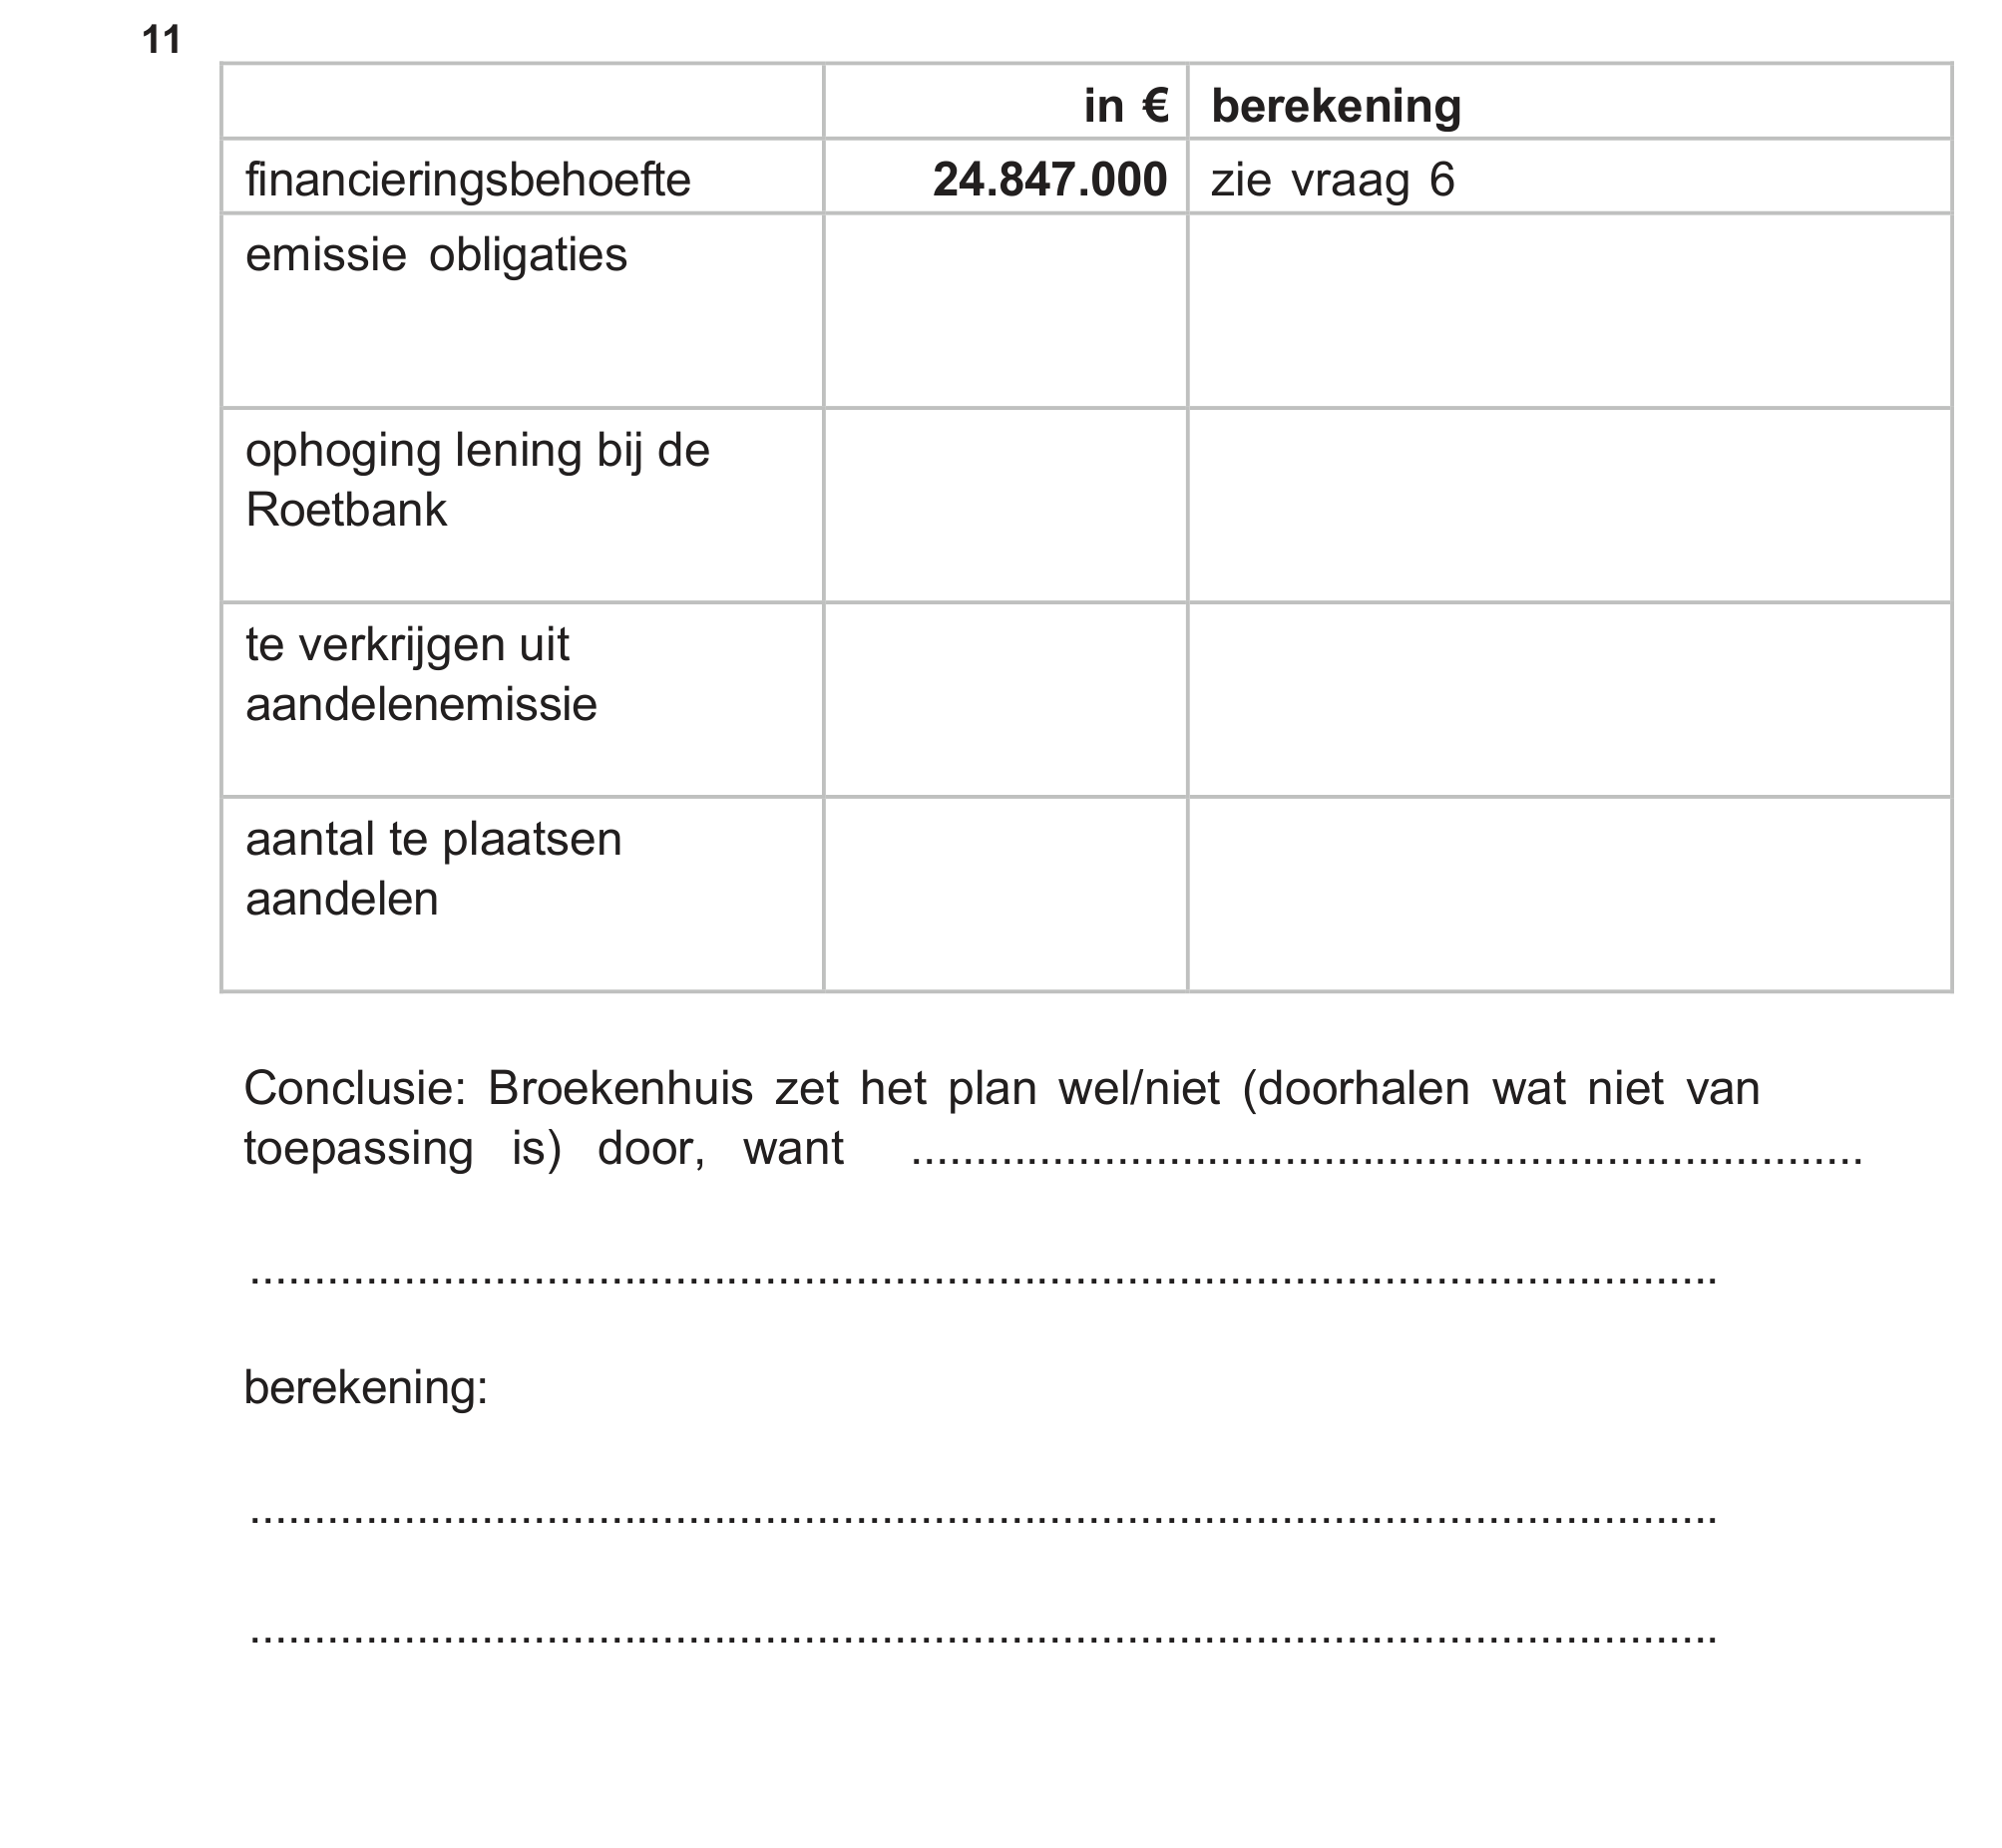 11
in € berekening
financieringsbehoefte 24.847.000 zie vraag 6
emissie obligaties
ophoging lening bij de
Roetbank
te verkrijgen uit
aandelenemissie
aantal te plaatsen
aandelen
Conclusie: Broekenhuis zet het plan wel/niet (doorhalen wat niet van
toepassing is) door, want ..........................................................................
..................................................................................................................
berekening:
..................................................................................................................
..................................................................................................................